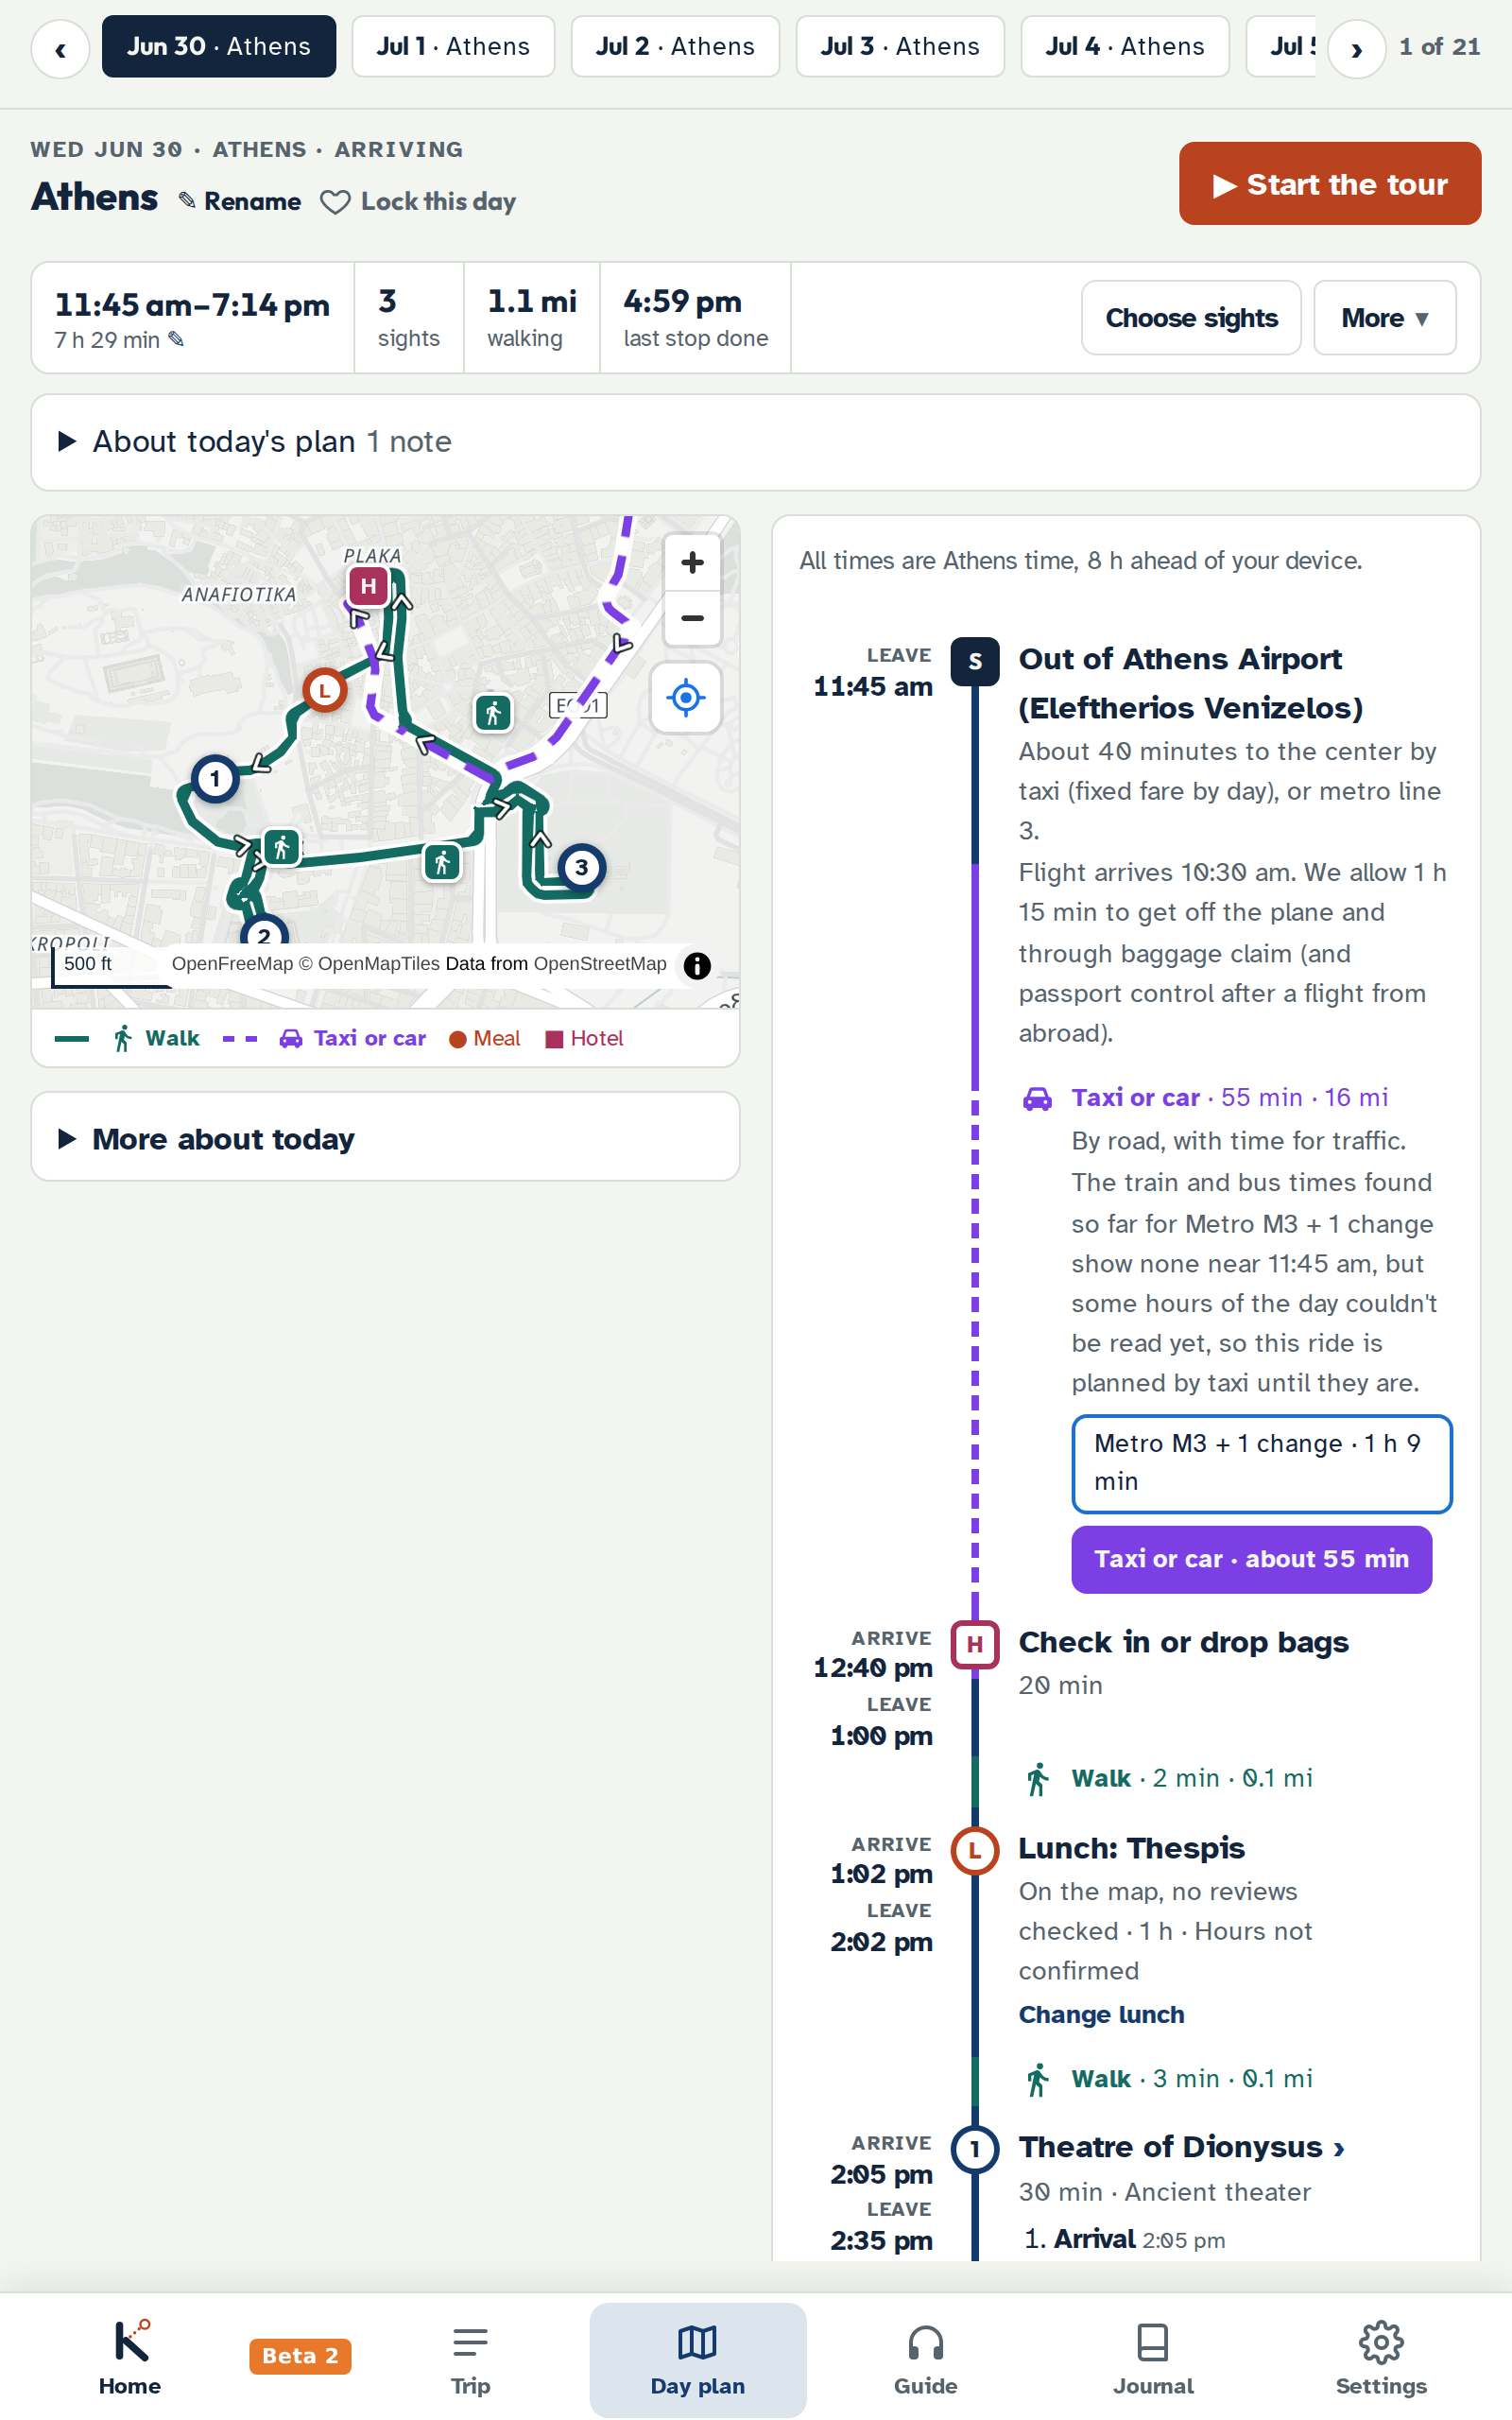 ‹
Jun 30 · Athens
Jul 1 · Athens
Jul 2 · Athens
Jul 3 · Athens
Jul 4 · Athens
Jul
›
1 of 21
WED JUN 30 · ATHENS · ARRIVING
Athens ✎ Rename Lock this day
▶ Start the tour
11:45 am–7:14 pm
7 h 29 min ✎
3
sights
1.1 mi
walking
4:59 pm
last stop done
Choose sights
More ▼
▶ About today's plan 1 note
PLAKA
ANAFIOTIKA
H
L
1
2
3
+
−
500 ft
OpenFreeMap © OpenMapTiles Data from OpenStreetMap
Walk
Taxi or car
Meal
Hotel
▶ More about today
All times are Athens time, 8 h ahead of your device.
LEAVE
11:45 am
S
Out of Athens Airport
(Eleftherios Venizelos)
About 40 minutes to the center by
taxi (fixed fare by day), or metro line
3.
Flight arrives 10:30 am. We allow 1 h
15 min to get off the plane and
through baggage claim (and
passport control after a flight from
abroad).
Taxi or car · 55 min · 16 mi
By road, with time for traffic.
The train and bus times found
so far for Metro M3 + 1 change
show none near 11:45 am, but
some hours of the day couldn't
be read yet, so this ride is
planned by taxi until they are.
Metro M3 + 1 change · 1 h 9
min
Taxi or car · about 55 min
ARRIVE
12:40 pm
LEAVE
1:00 pm
H
Check in or drop bags
20 min
Walk · 2 min · 0.1 mi
ARRIVE
1:02 pm
LEAVE
2:02 pm
L
Lunch: Thespis
On the map, no reviews
checked · 1 h · Hours not
confirmed
Change lunch
Walk · 3 min · 0.1 mi
ARRIVE
2:05 pm
LEAVE
2:35 pm
1
Theatre of Dionysus ›
30 min · Ancient theater
1. Arrival 2:05 pm
Home
Beta 2
Trip
Day plan
Guide
Journal
Settings